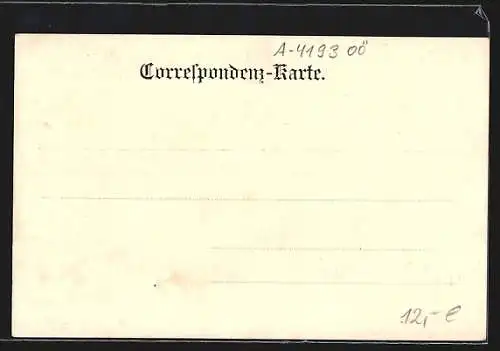 A-4193 OÖ
Correſpondenz-Karte.
12,- €